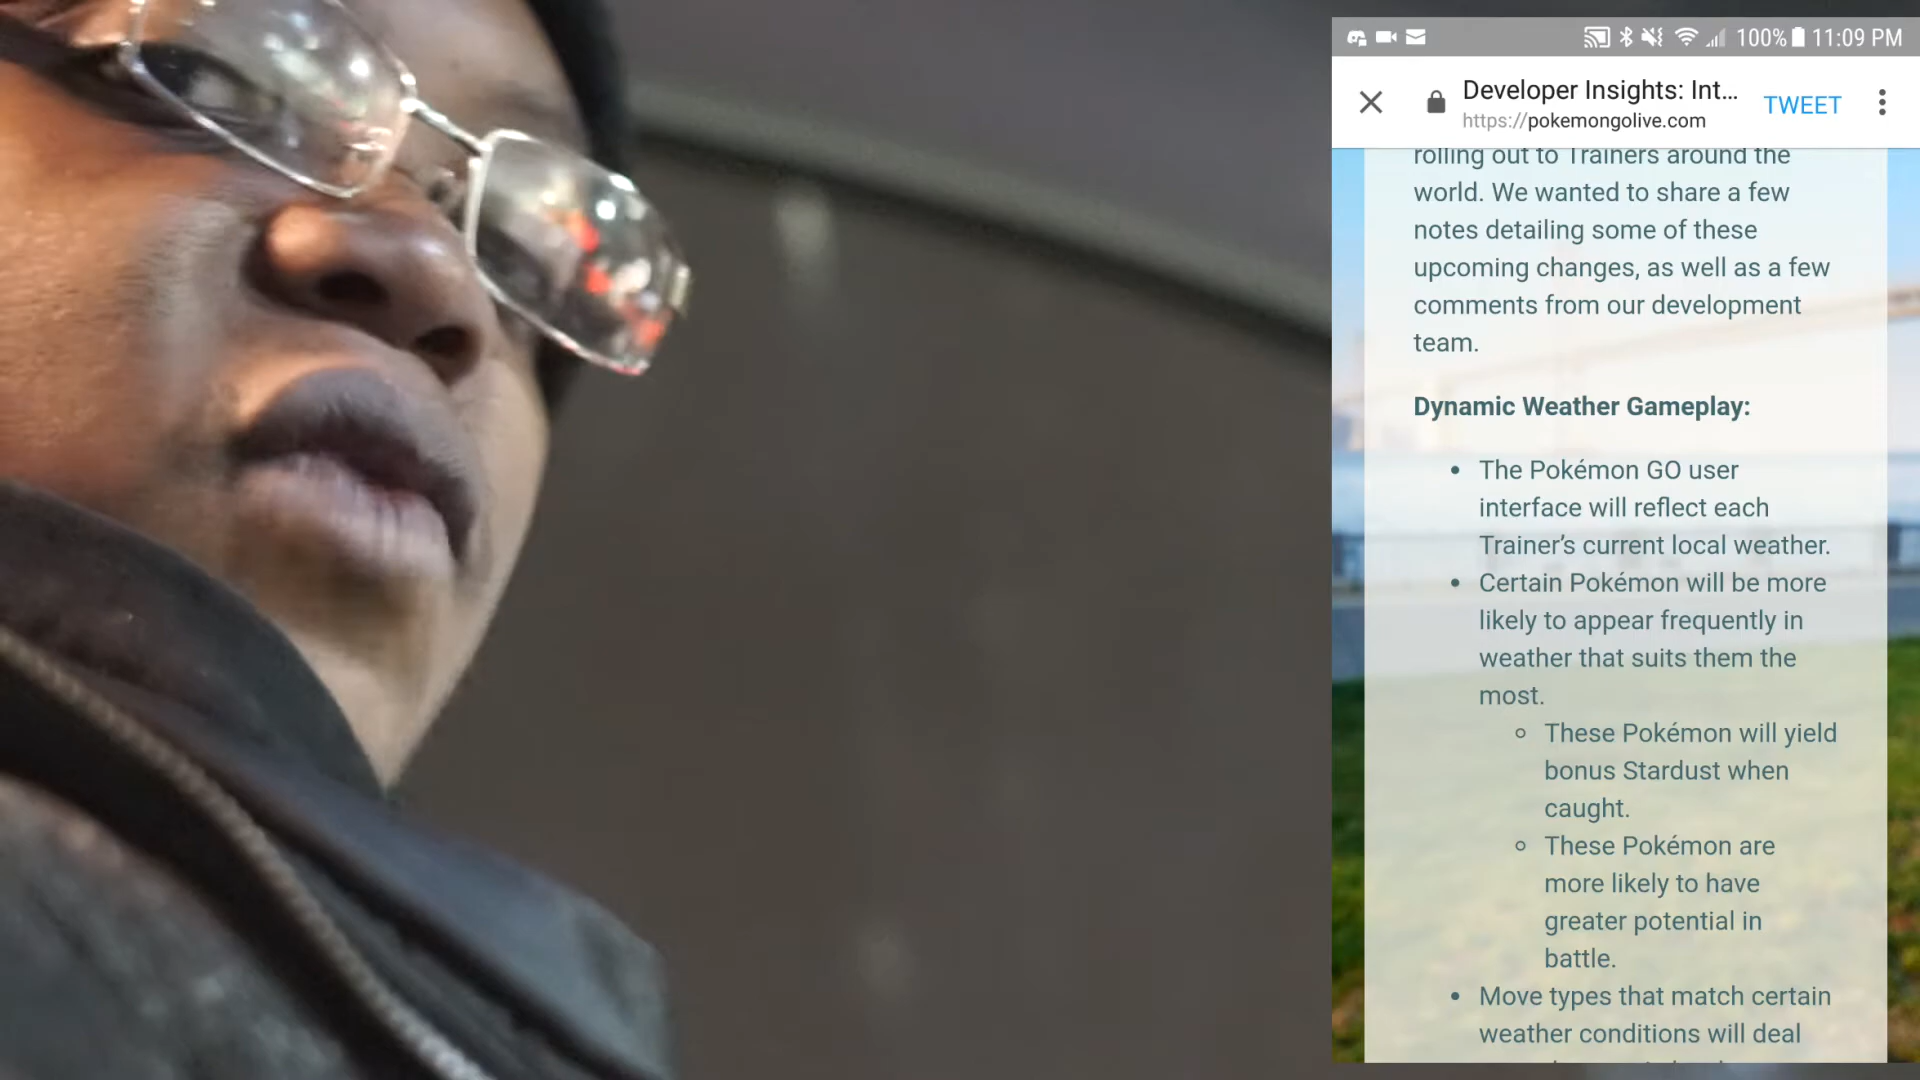 100% 11:09 PM
Developer Insights: Int...
TWEET
https://pokemongolive.com
rolling out to Trainers around the
world. We wanted to share a few
notes detailing some of these
upcoming changes, as well as a few
comments from our development
team.
Dynamic Weather Gameplay:
• The Pokémon GO user
interface will reflect each
Trainer’s current local weather.
• Certain Pokémon will be more
likely to appear frequently in
weather that suits them the
most.
○ These Pokémon will yield
bonus Stardust when
caught.
○ These Pokémon are
more likely to have
greater potential in
battle.
• Move types that match certain
weather conditions will deal